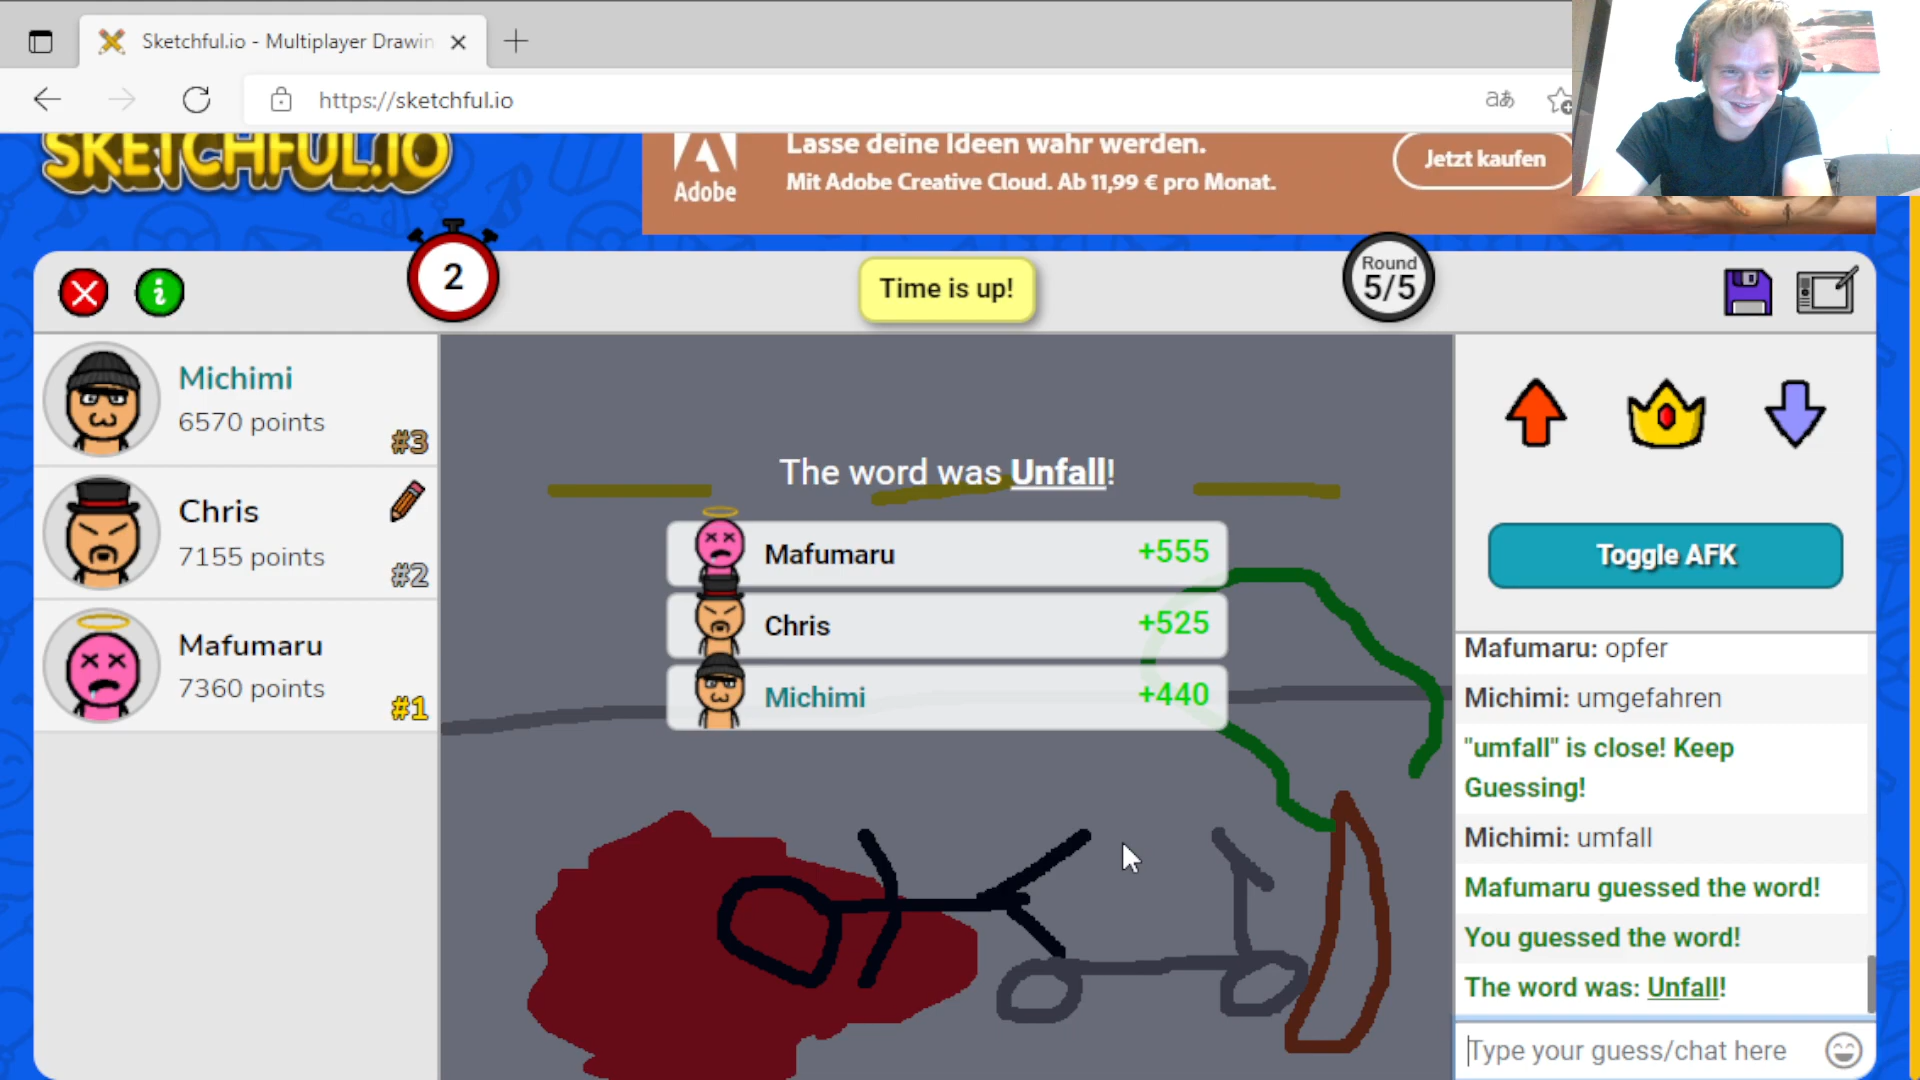 Sketchful.io - Multiplayer Drawin
https://sketchful.io
aあ
SKETCHFUL.IO
Adobe
Lasse deine Ideen wahr werden.
Mit Adobe Creative Cloud. Ab 11,99 € pro Monat.
Jetzt kaufen
2
Time is up!
Round
5/5
Michimi
6570 points
#3
Chris
7155 points
#2
Mafumaru
7360 points
#1
The word was Unfall!
Mafumaru +555
Chris +525
Michimi +440
Toggle AFK
Mafumaru: opfer
Michimi: umgefahren
"umfall" is close! Keep
Guessing!
Michimi: umfall
Mafumaru guessed the word!
You guessed the word!
The word was: Unfall!
Type your guess/chat here